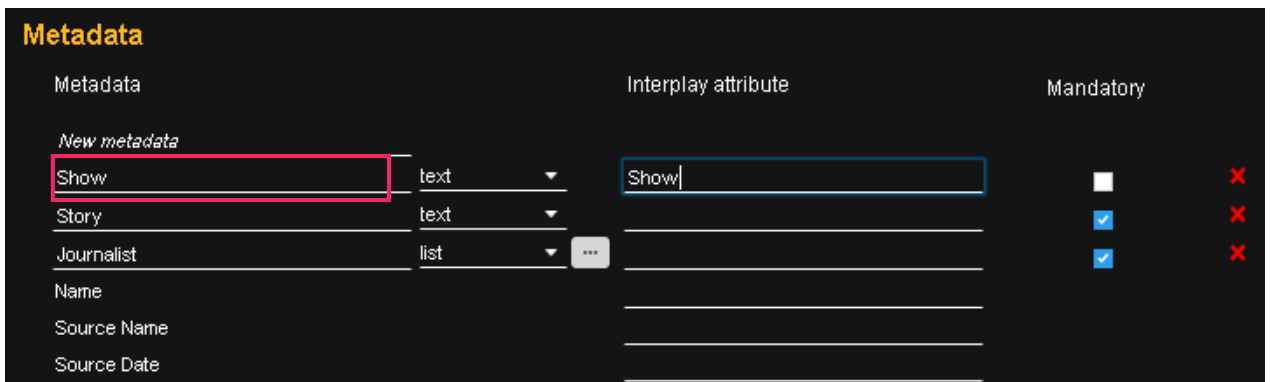 Metadata
Metadata Interplay attribute Mandatory
New metadata
Show text Show
Story text
Journalist list ...
Name
Source Name
Source Date